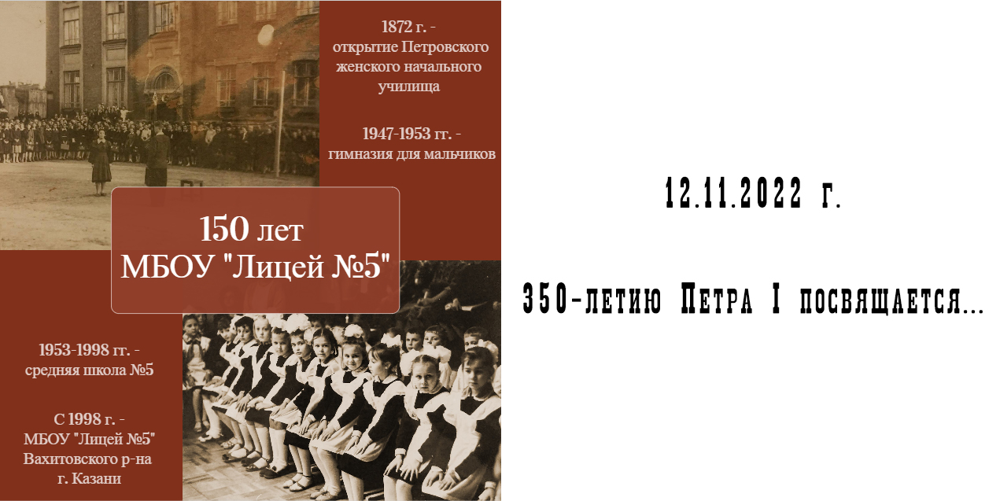 1872 г. -
открытие Петровского
женского начального
училища
1947-1953 гг. -
гимназия для мальчиков
150 лет
МБОУ "Лицей №5"
1953-1998 гг. -
средняя школа №5
С 1998 г. -
МБОУ "Лицей №5"
Вахитовского р-на
г. Казани
12.11.2022 г.
350-летию Петра I посвящается...